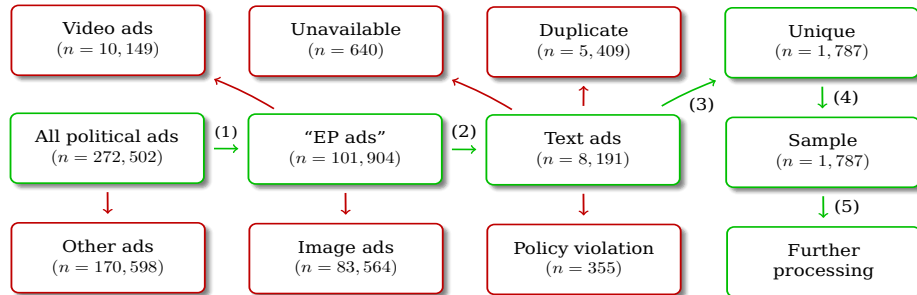 Video ads
(n = 10, 149)
Unavailable
(n = 640)
Duplicate
(n = 5, 409)
Unique
(n = 1, 787)
(3)
(4)
All political ads
(n = 272, 502)
(1)
“EP ads”
(n = 101, 904)
(2)
Text ads
(n = 8, 191)
Sample
(n = 1, 787)
(5)
Other ads
(n = 170, 598)
Image ads
(n = 83, 564)
Policy violation
(n = 355)
Further
processing